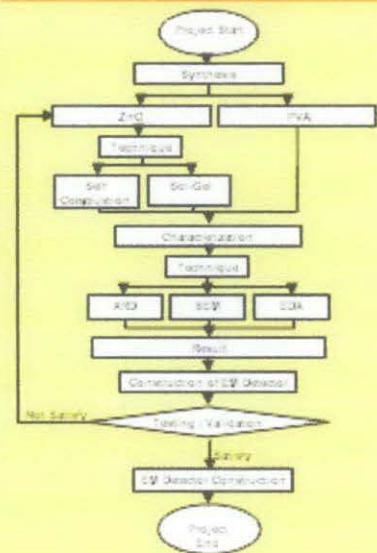 Project Start
Synthesis
ZnO
PVA
Technique
Self
Combustion
Sol-Gel
Characterization
Technique
XRD
SEM
EDA
Result
Construction of EM Detector
Testing / Validation
Not Satisfy
Satisfy
EM Detector Construction
Project
End